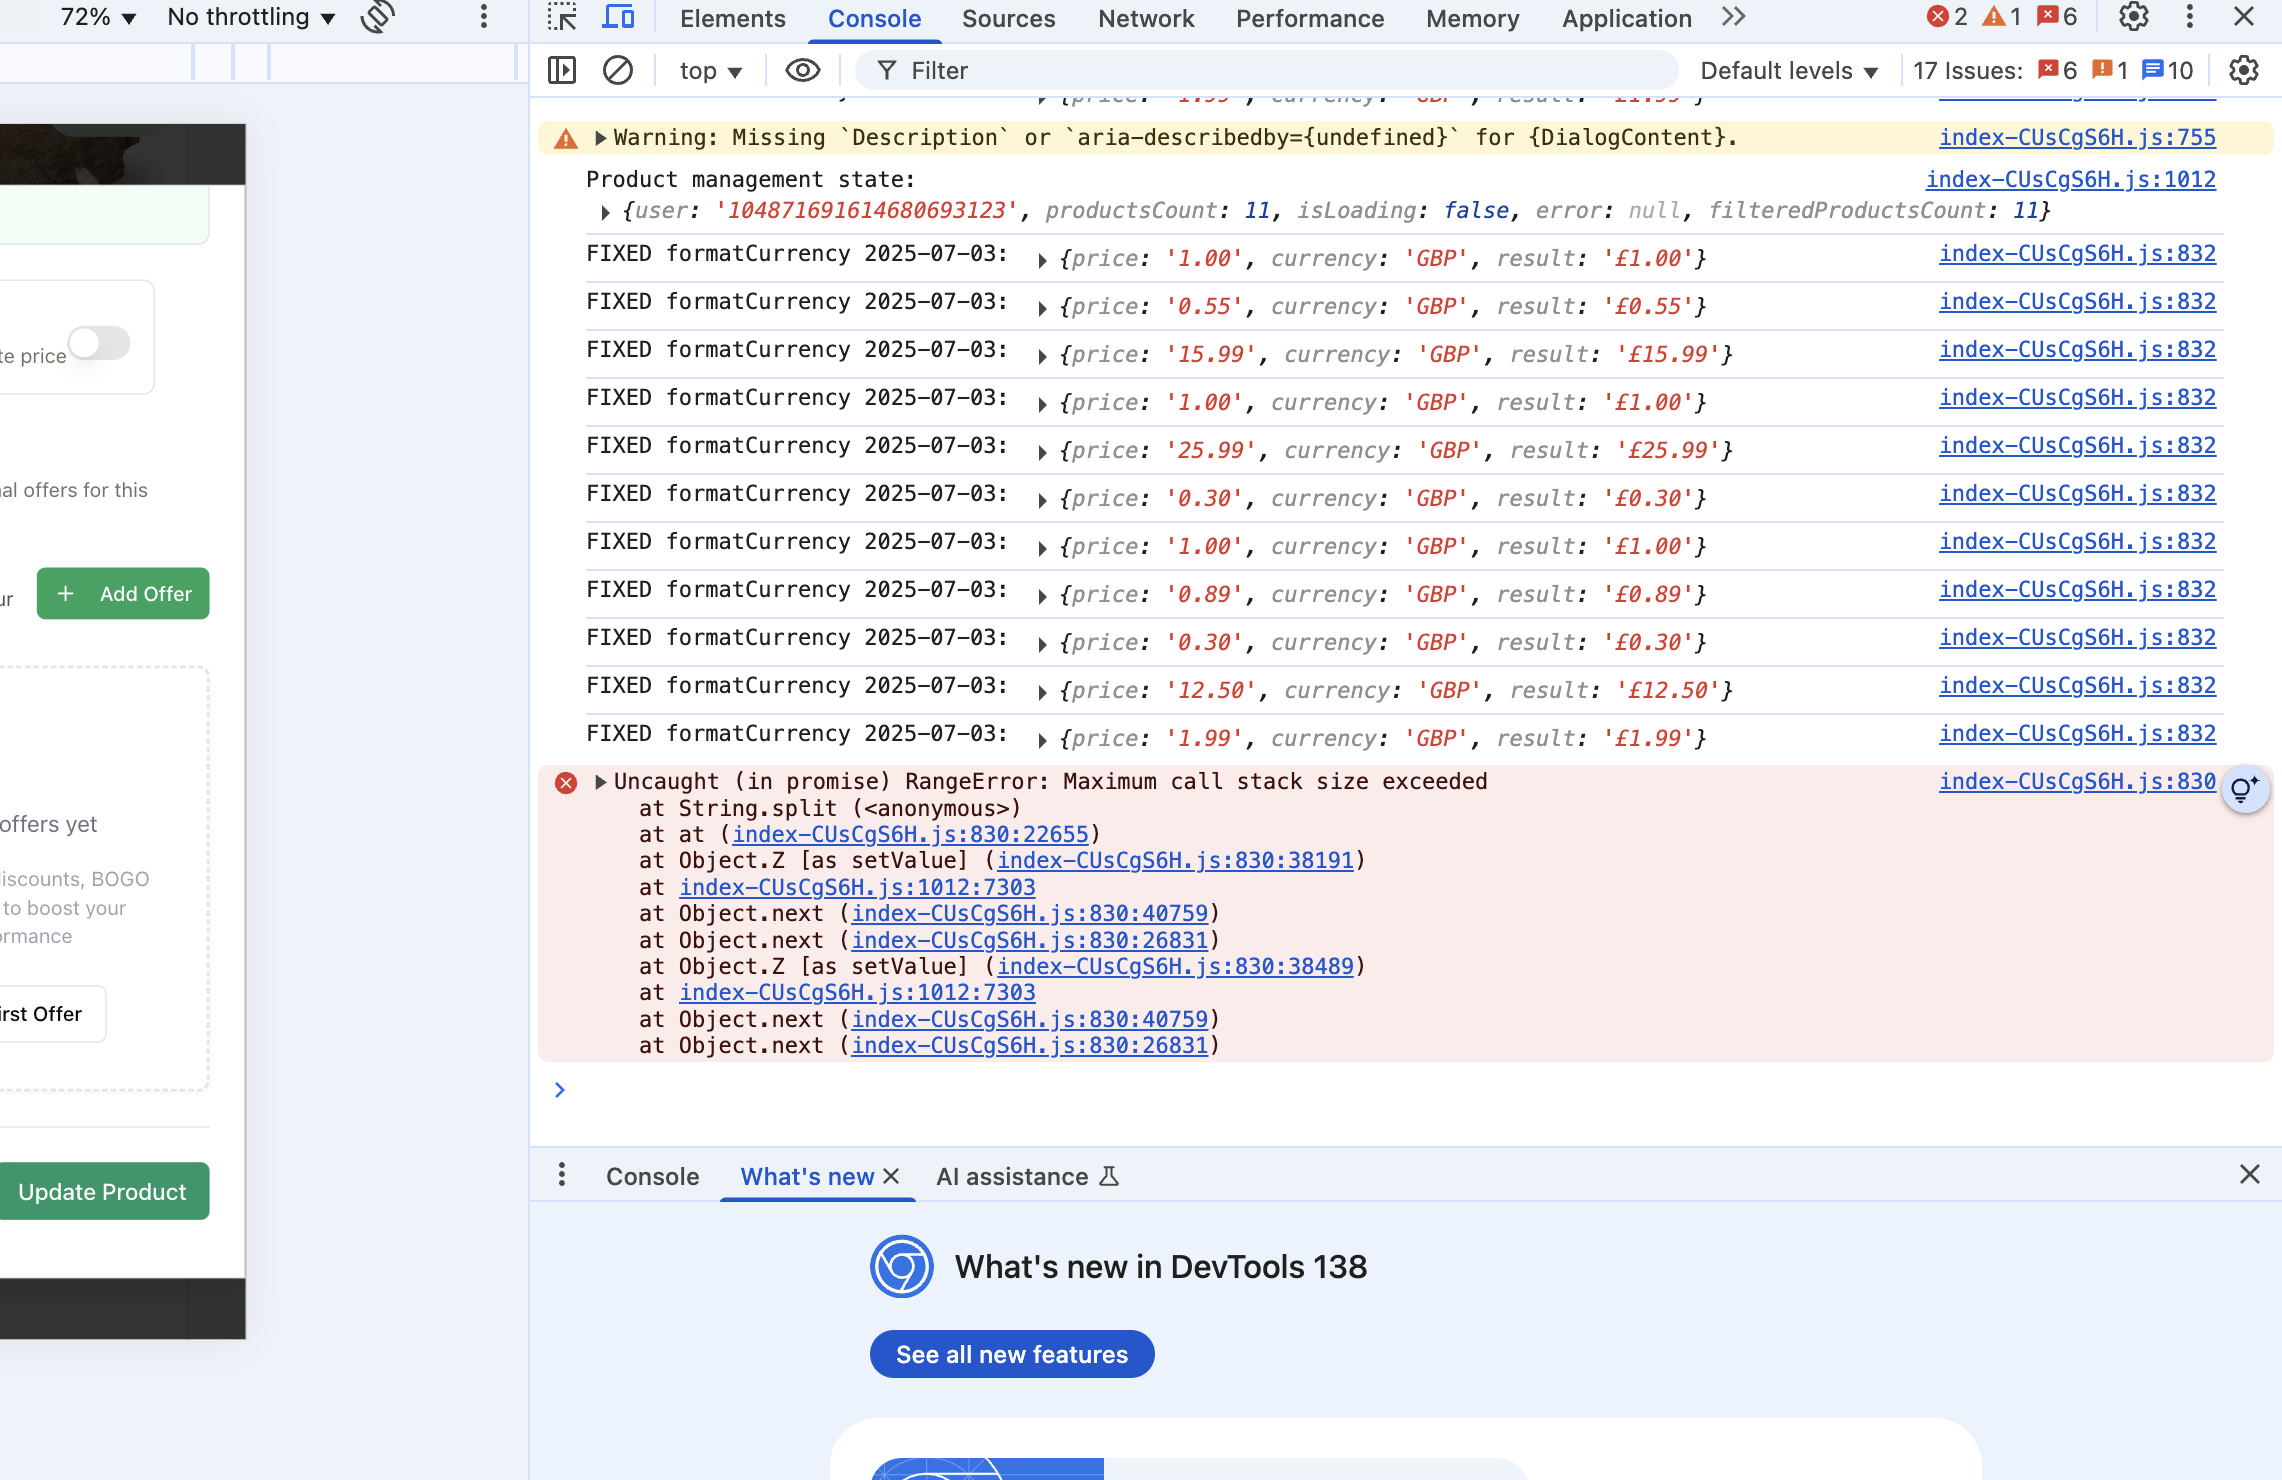 72% ▼ No throttling ▼
Elements Console Sources Network Performance Memory Application 2 1 6
top ▼ Filter Default levels ▼ 17 Issues: 6 1 10
{price: '1.99', currency: 'GBP', result: '£1.99'}
Warning: Missing `Description` or `aria-describedby={undefined}` for {DialogContent}. index-CUsCgS6H.js:755
Product management state: index-CUsCgS6H.js:1012
{user: '104871691614680693123', productsCount: 11, isLoading: false, error: null, filteredProductsCount: 11}
FIXED formatCurrency 2025-07-03: {price: '1.00', currency: 'GBP', result: '£1.00'} index-CUsCgS6H.js:832
FIXED formatCurrency 2025-07-03: {price: '0.55', currency: 'GBP', result: '£0.55'} index-CUsCgS6H.js:832
FIXED formatCurrency 2025-07-03: {price: '15.99', currency: 'GBP', result: '£15.99'} index-CUsCgS6H.js:832
FIXED formatCurrency 2025-07-03: {price: '1.00', currency: 'GBP', result: '£1.00'} index-CUsCgS6H.js:832
FIXED formatCurrency 2025-07-03: {price: '25.99', currency: 'GBP', result: '£25.99'} index-CUsCgS6H.js:832
FIXED formatCurrency 2025-07-03: {price: '0.30', currency: 'GBP', result: '£0.30'} index-CUsCgS6H.js:832
FIXED formatCurrency 2025-07-03: {price: '1.00', currency: 'GBP', result: '£1.00'} index-CUsCgS6H.js:832
FIXED formatCurrency 2025-07-03: {price: '0.89', currency: 'GBP', result: '£0.89'} index-CUsCgS6H.js:832
FIXED formatCurrency 2025-07-03: {price: '0.30', currency: 'GBP', result: '£0.30'} index-CUsCgS6H.js:832
FIXED formatCurrency 2025-07-03: {price: '12.50', currency: 'GBP', result: '£12.50'} index-CUsCgS6H.js:832
FIXED formatCurrency 2025-07-03: {price: '1.99', currency: 'GBP', result: '£1.99'} index-CUsCgS6H.js:832
Uncaught (in promise) RangeError: Maximum call stack size exceeded index-CUsCgS6H.js:830
at String.split (<anonymous>)
at at (index-CUsCgS6H.js:830:22655)
at Object.Z [as setValue] (index-CUsCgS6H.js:830:38191)
at index-CUsCgS6H.js:1012:7303
at Object.next (index-CUsCgS6H.js:830:40759)
at Object.next (index-CUsCgS6H.js:830:26831)
at Object.Z [as setValue] (index-CUsCgS6H.js:830:38489)
at index-CUsCgS6H.js:1012:7303
at Object.next (index-CUsCgS6H.js:830:40759)
at Object.next (index-CUsCgS6H.js:830:26831)
te price
al offers for this
ur + Add Offer
offers yet
iscounts, BOGO
to boost your
ormance
irst Offer
Update Product
Console What's new AI assistance
What's new in DevTools 138
See all new features